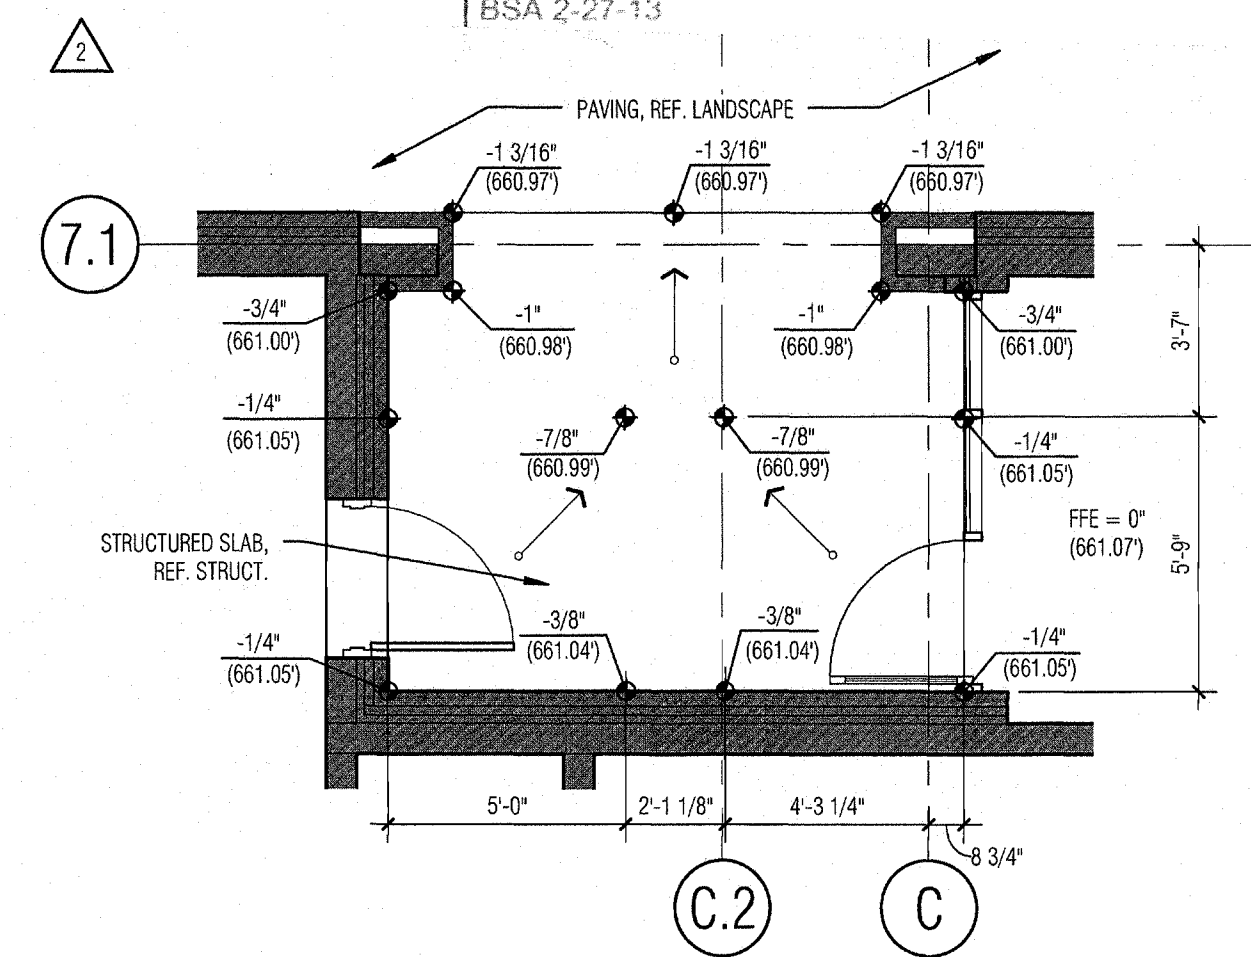 BSA 2-27-13
2
PAVING, REF. LANDSCAPE
-1 3/16" -1 3/16" -1 3/16"
(660.97') (660.97') (660.97')
7.1
-3/4" -1" -1" -3/4"
(661.00') (660.98') (660.98') (661.00')
3'-7"
-1/4" -7/8" -7/8" -1/4"
(661.05') (660.99') (660.99') (661.05')
FFE = 0"
(661.07')
5'-9"
STRUCTURED SLAB,
REF. STRUCT.
-1/4" -3/8" -3/8" -1/4"
(661.05') (661.04') (661.04') (661.05')
5'-0" 2'-1 1/8" 4'-3 1/4"
8 3/4"
C.2 C